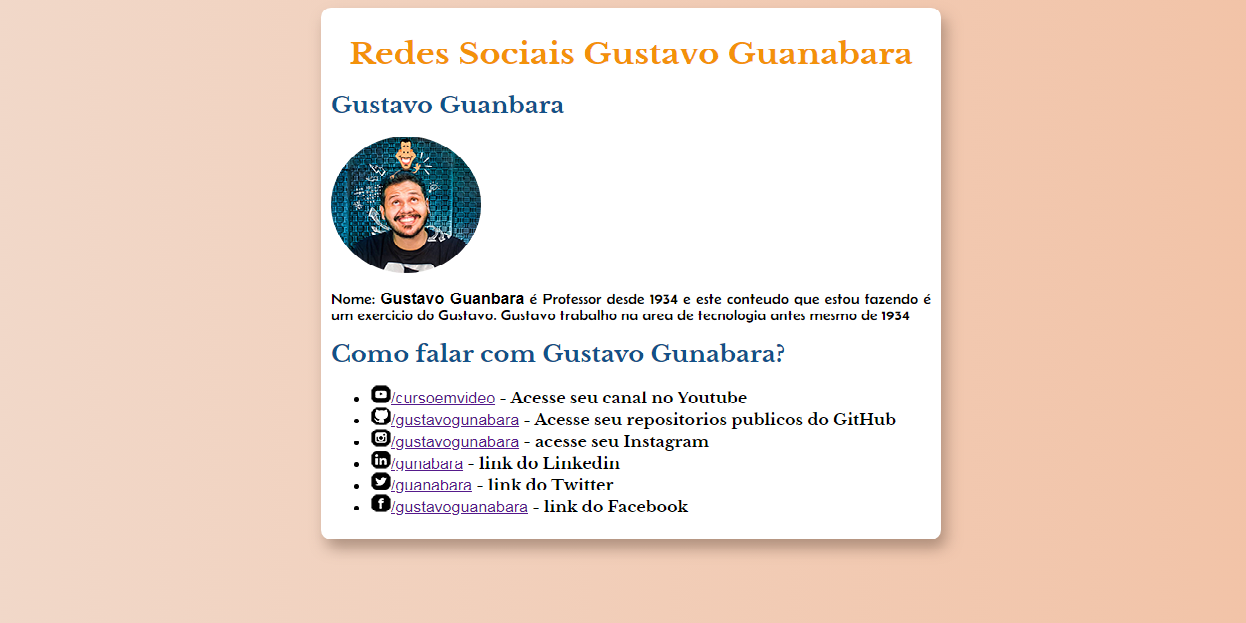 Redes Sociais Gustavo Guanabara
Gustavo Guanbara
Nome: Gustavo Guanbara é Professor desde 1934 e este conteudo que estou fazendo é
um exercicio do Gustavo. Gustavo trabalho na area de tecnologia antes mesmo de 1934
Como falar com Gustavo Gunabara?
/cursoemvideo - Acesse seu canal no Youtube
/gustavogunabara - Acesse seu repositorios publicos do GitHub
/gustavogunabara - acesse seu Instagram
/gunabara - link do Linkedin
/guanabara - link do Twitter
/gustavoguanabara - link do Facebook